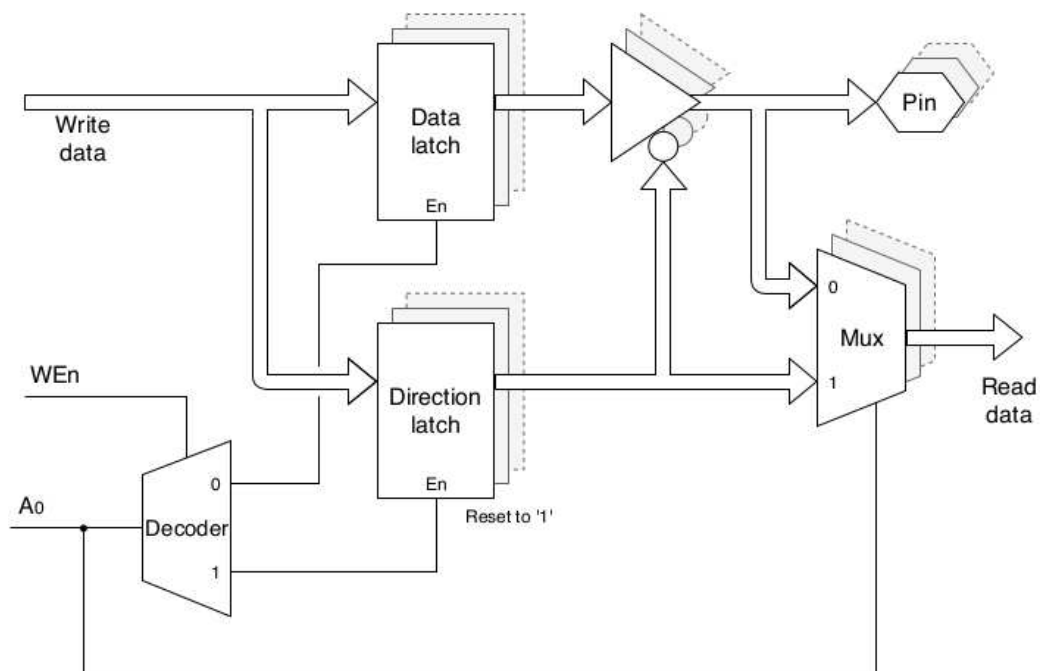 Write
data
Data
latch
En
Pin
0
Mux
1
Read
data
WEn
Direction
latch
En
Reset to '1'
A0
0
Decoder
1